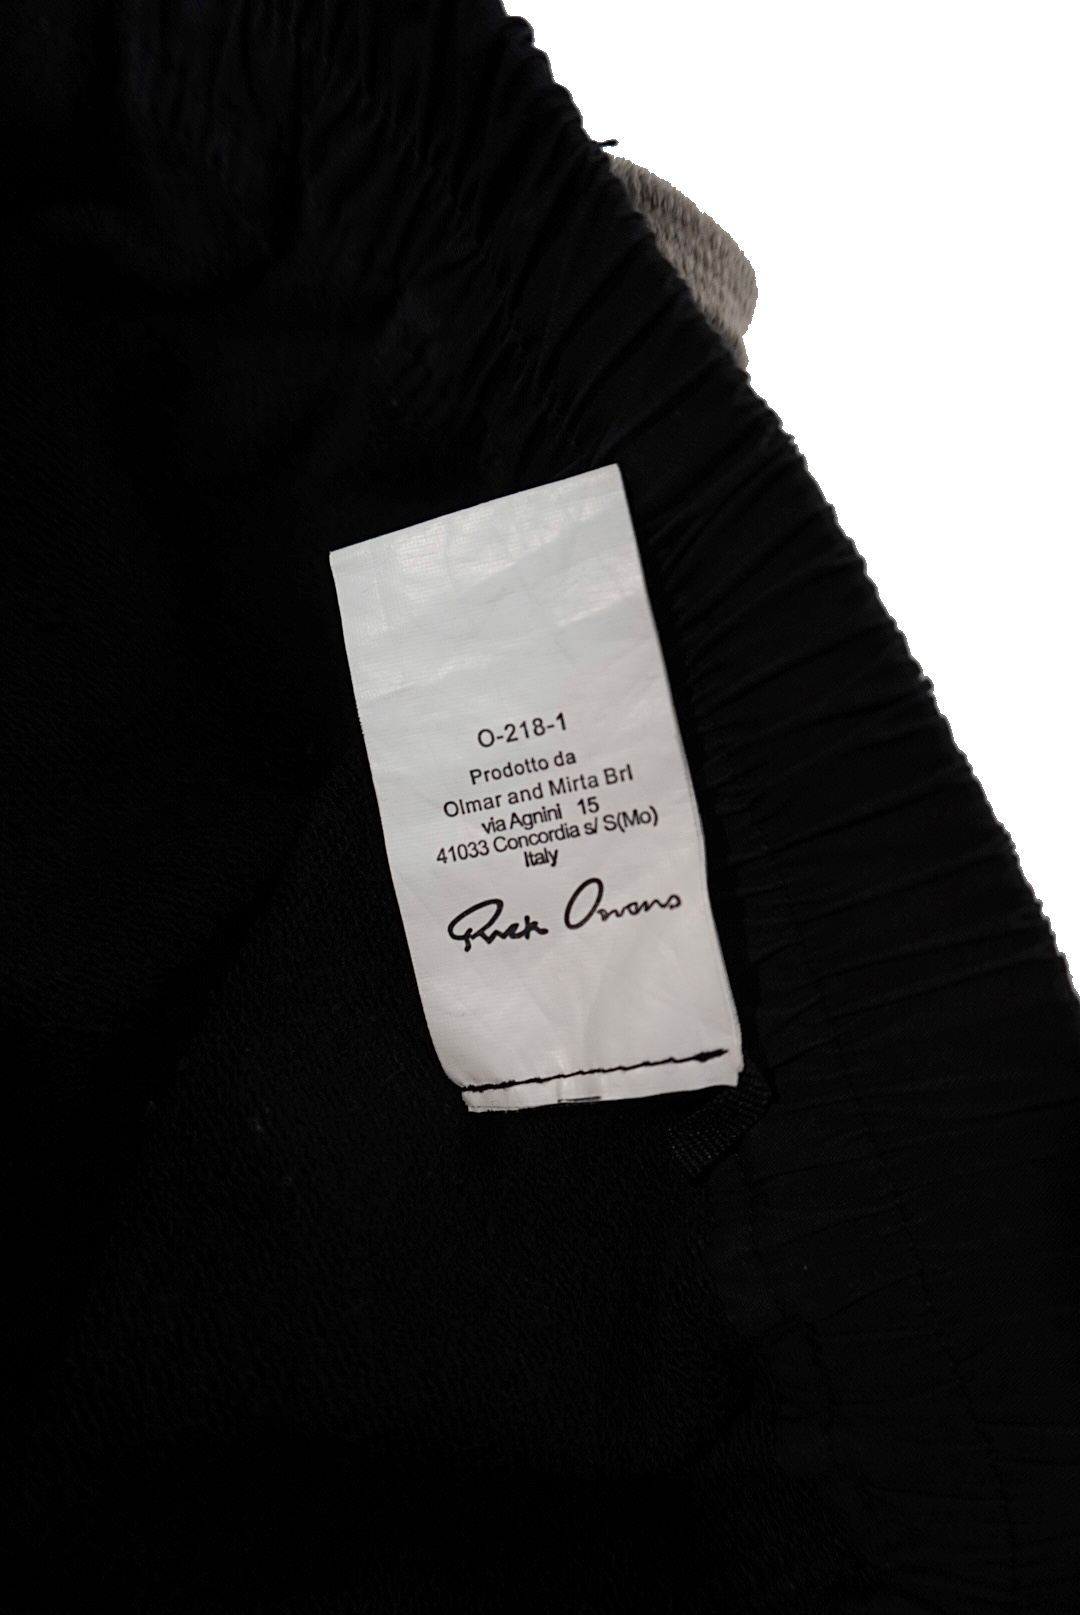 O-218-1
Prodotto da
Olmar and Mirta Brl
via Agnini 15
41033 Concordia s/ S(Mo)
Italy
Rick Owens